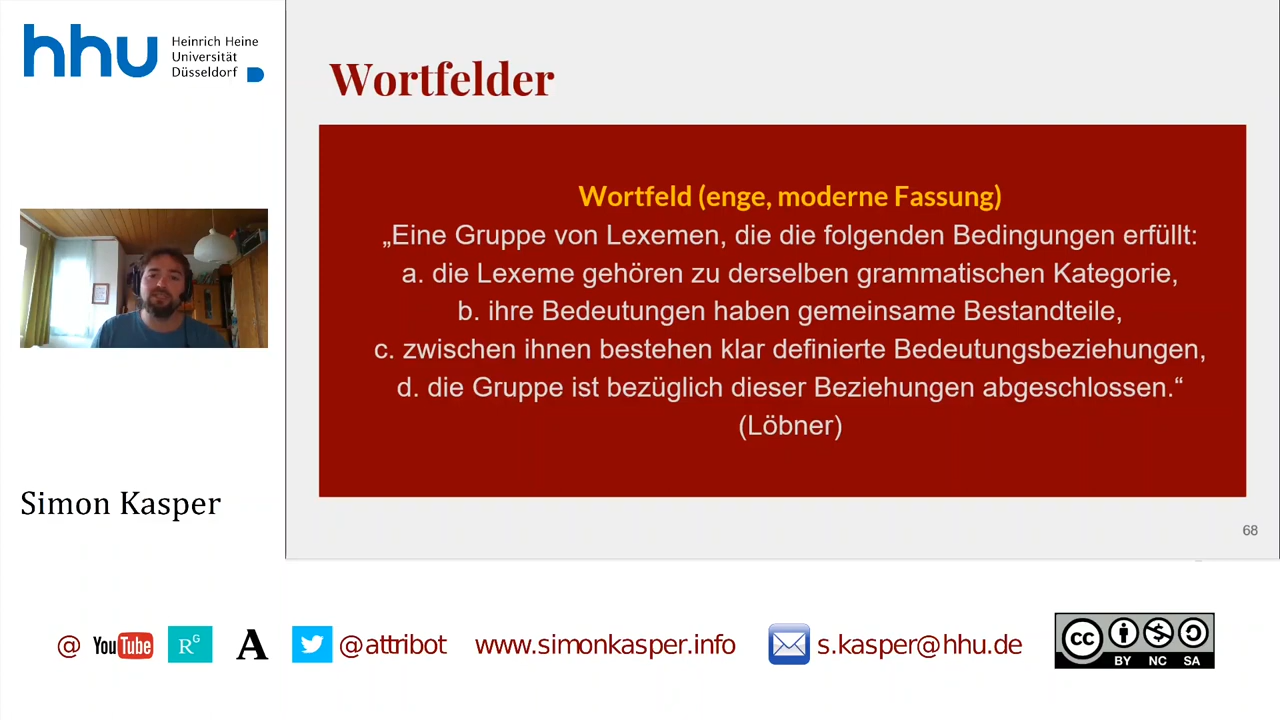 hhu
Heinrich Heine
Universität
Düsseldorf
Wortfelder
Wortfeld (enge, moderne Fassung)
„Eine Gruppe von Lexemen, die die folgenden Bedingungen erfüllt:
a. die Lexeme gehören zu derselben grammatischen Kategorie,
b. ihre Bedeutungen haben gemeinsame Bestandteile,
c. zwischen ihnen bestehen klar definierte Bedeutungsbeziehungen,
d. die Gruppe ist bezüglich dieser Beziehungen abgeschlossen.“
(Löbner)
Simon Kasper
68
@ YouTube RG A @attribot www.simonkasper.info s.kasper@hhu.de
cc BY NC SA